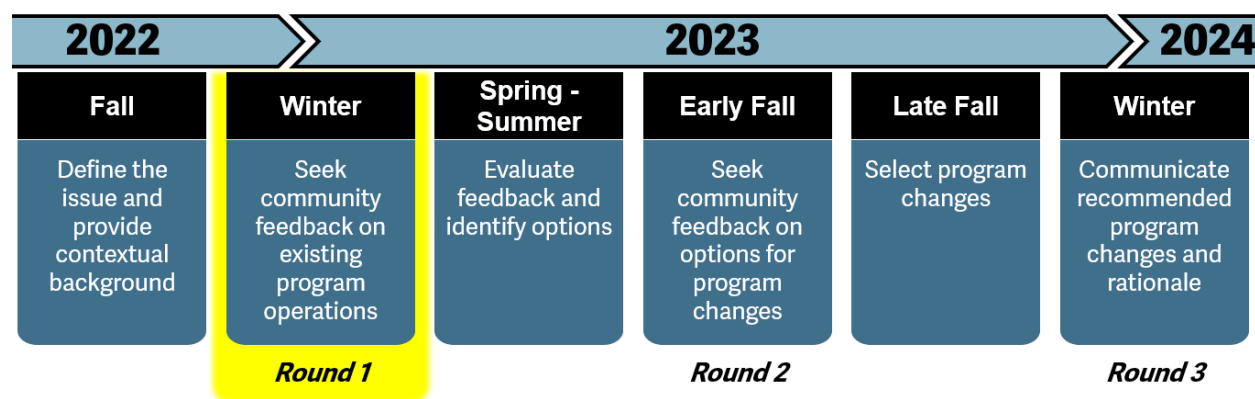 2022
2023
2024
Fall
Define the
issue and
provide
contextual
background
Winter
Seek
community
feedback on
existing
program
operations
Round 1
Spring -
Summer
Evaluate
feedback and
identify options
Early Fall
Seek
community
feedback on
options for
program
changes
Round 2
Late Fall
Select program
changes
Winter
Communicate
recommended
program
changes and
rationale
Round 3